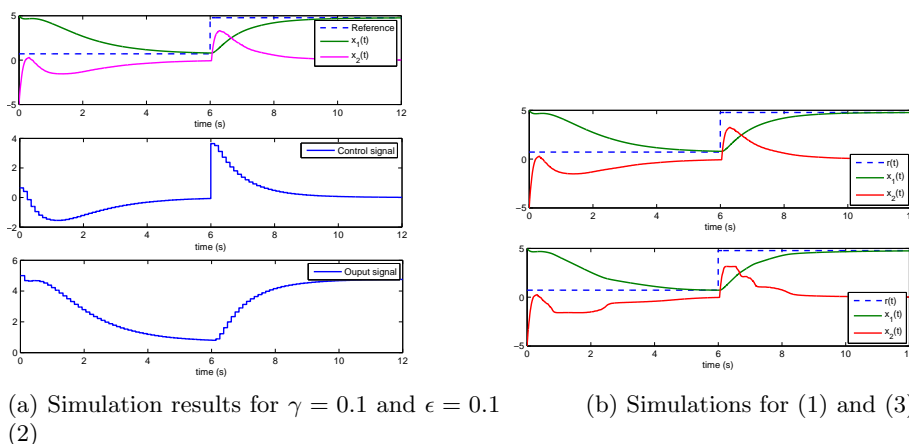 5
0
−5
0
2
4
6
8
10
12
time (s)
Reference
x1(t)
x2(t)
4
2
0
−2
0
2
4
6
8
10
12
time (s)
Control signal
6
4
2
0
0
2
4
6
8
10
12
time (s)
Ouput signal
(a) Simulation results for γ = 0.1 and ϵ = 0.1
(2)
5
0
−5
0
2
4
6
8
10
12
time (s)
r(t)
x1(t)
x2(t)
5
0
−5
0
2
4
6
8
10
12
time (s)
r(t)
x1(t)
x2(t)
(b) Simulations for (1) and (3)